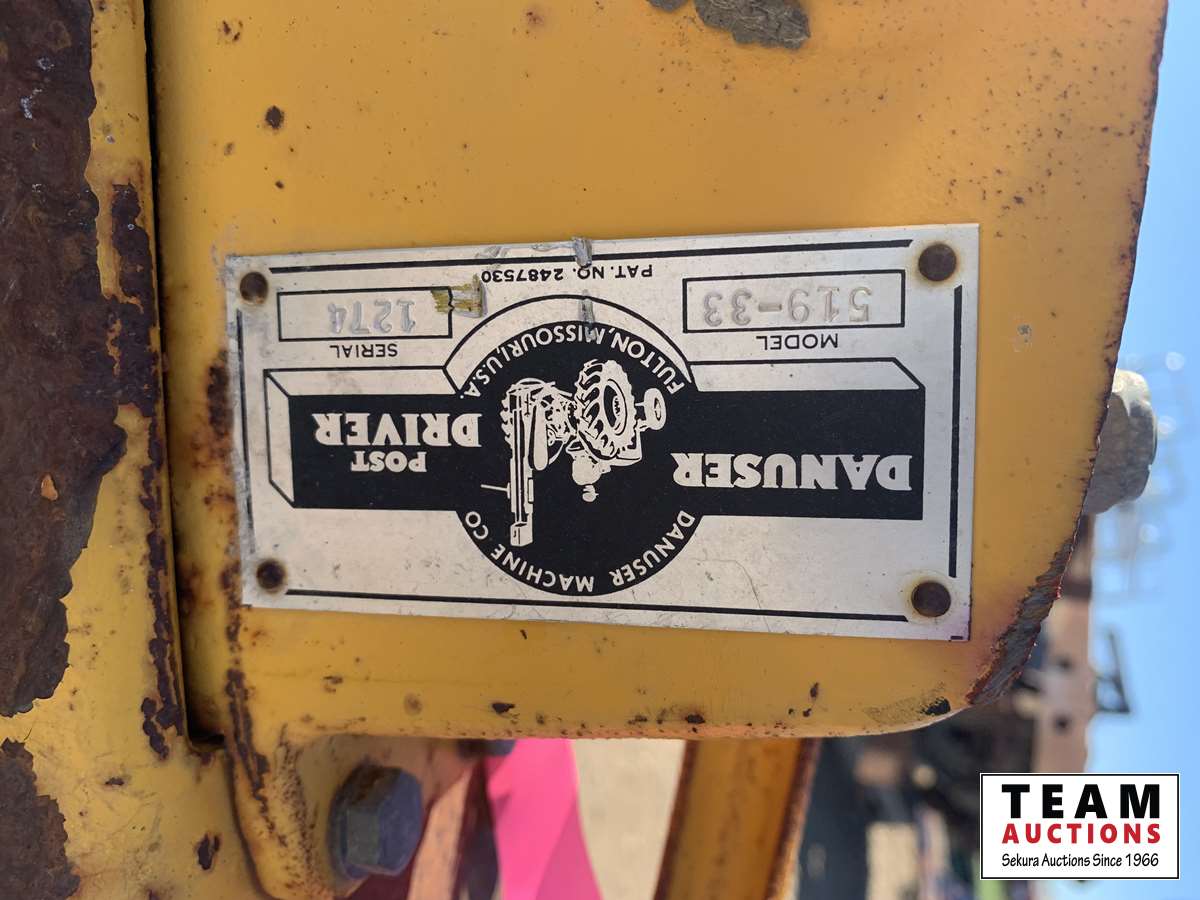 DANUSER
POST
DRIVER
DANUSER MACHINE CO
FULTON, MISSOURI, U.S.A.
MODEL
519-33
SERIAL
1274
PAT. NO. 2487530
TEAM
AUCTIONS
Sekura Auctions Since 1966